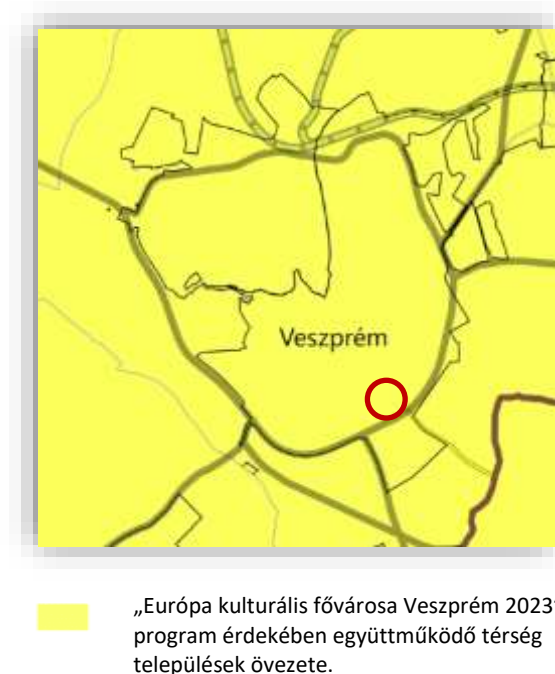 Veszprém
„Európa kulturális fővárosa Veszprém 2023”
program érdekében együttműködő térség
települések övezete.